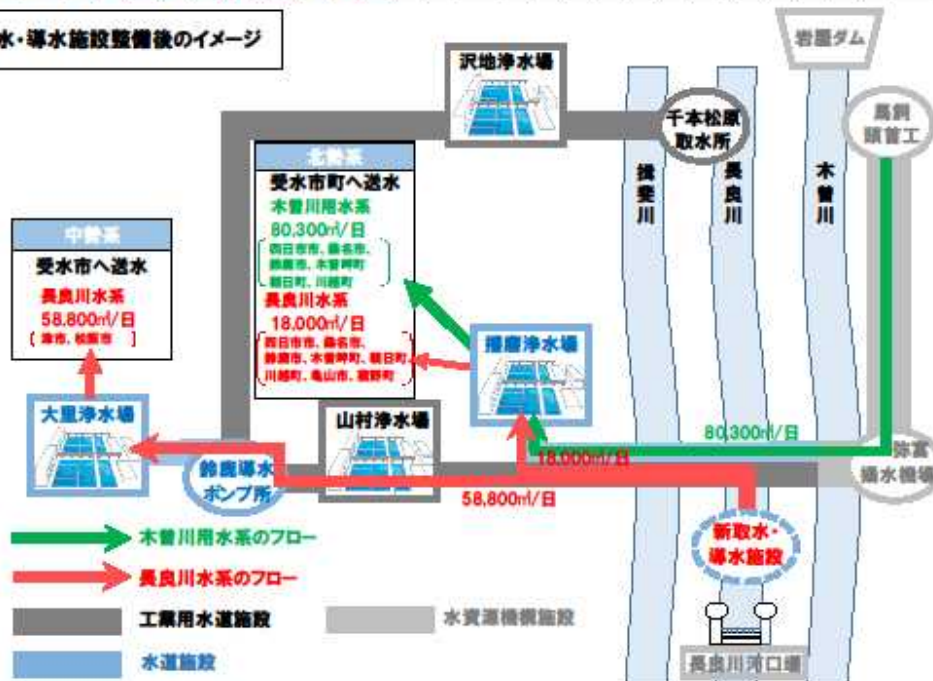 水・導水施設整備後のイメージ
岩屋ダム
沢地浄水場
千本松原
取水所
馬飼
頭首工
揖斐川
長良川
木曽川
北勢系
受水市町へ送水
木曽川用水系
80,300㎥/日
四日市市、桑名市、
鈴鹿市、木曽岬町
朝日町、川越町
長良川水系
18,000㎥/日
四日市市、桑名市、
鈴鹿市、木曽岬町、朝日町
川越町、亀山市、菰野町
中勢系
受水市へ送水
長良川水系
58,800㎥/日
[ 津市、松阪市 ]
播磨浄水場
大里浄水場
山村浄水場
鈴鹿導水
ポンプ所
80,300㎥/日
18,000㎥/日
58,800㎥/日
弥富
揚水機場
新取水・
導水施設
木曽川用水系のフロー
長良川水系のフロー
工業用水道施設
水資源機構施設
水道施設
長良川河口堰